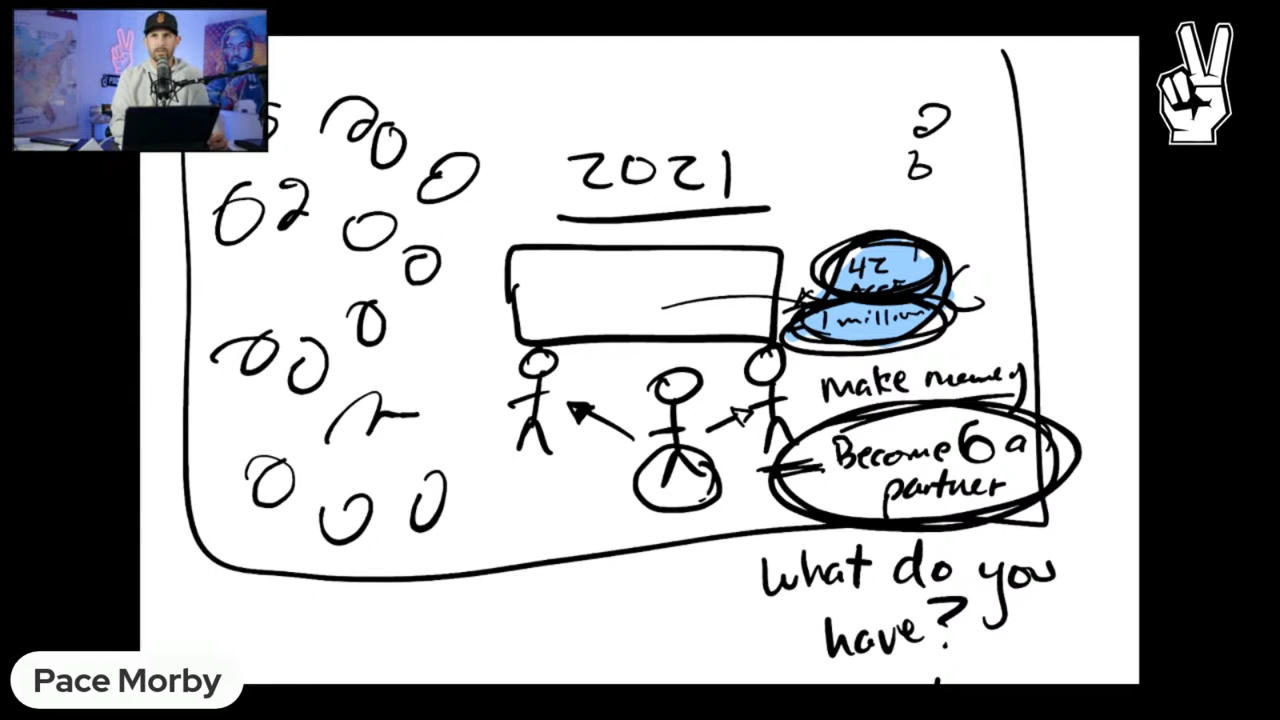 2021
42
1 million
make money
Become a
partner
What do you
have?
Pace Morby